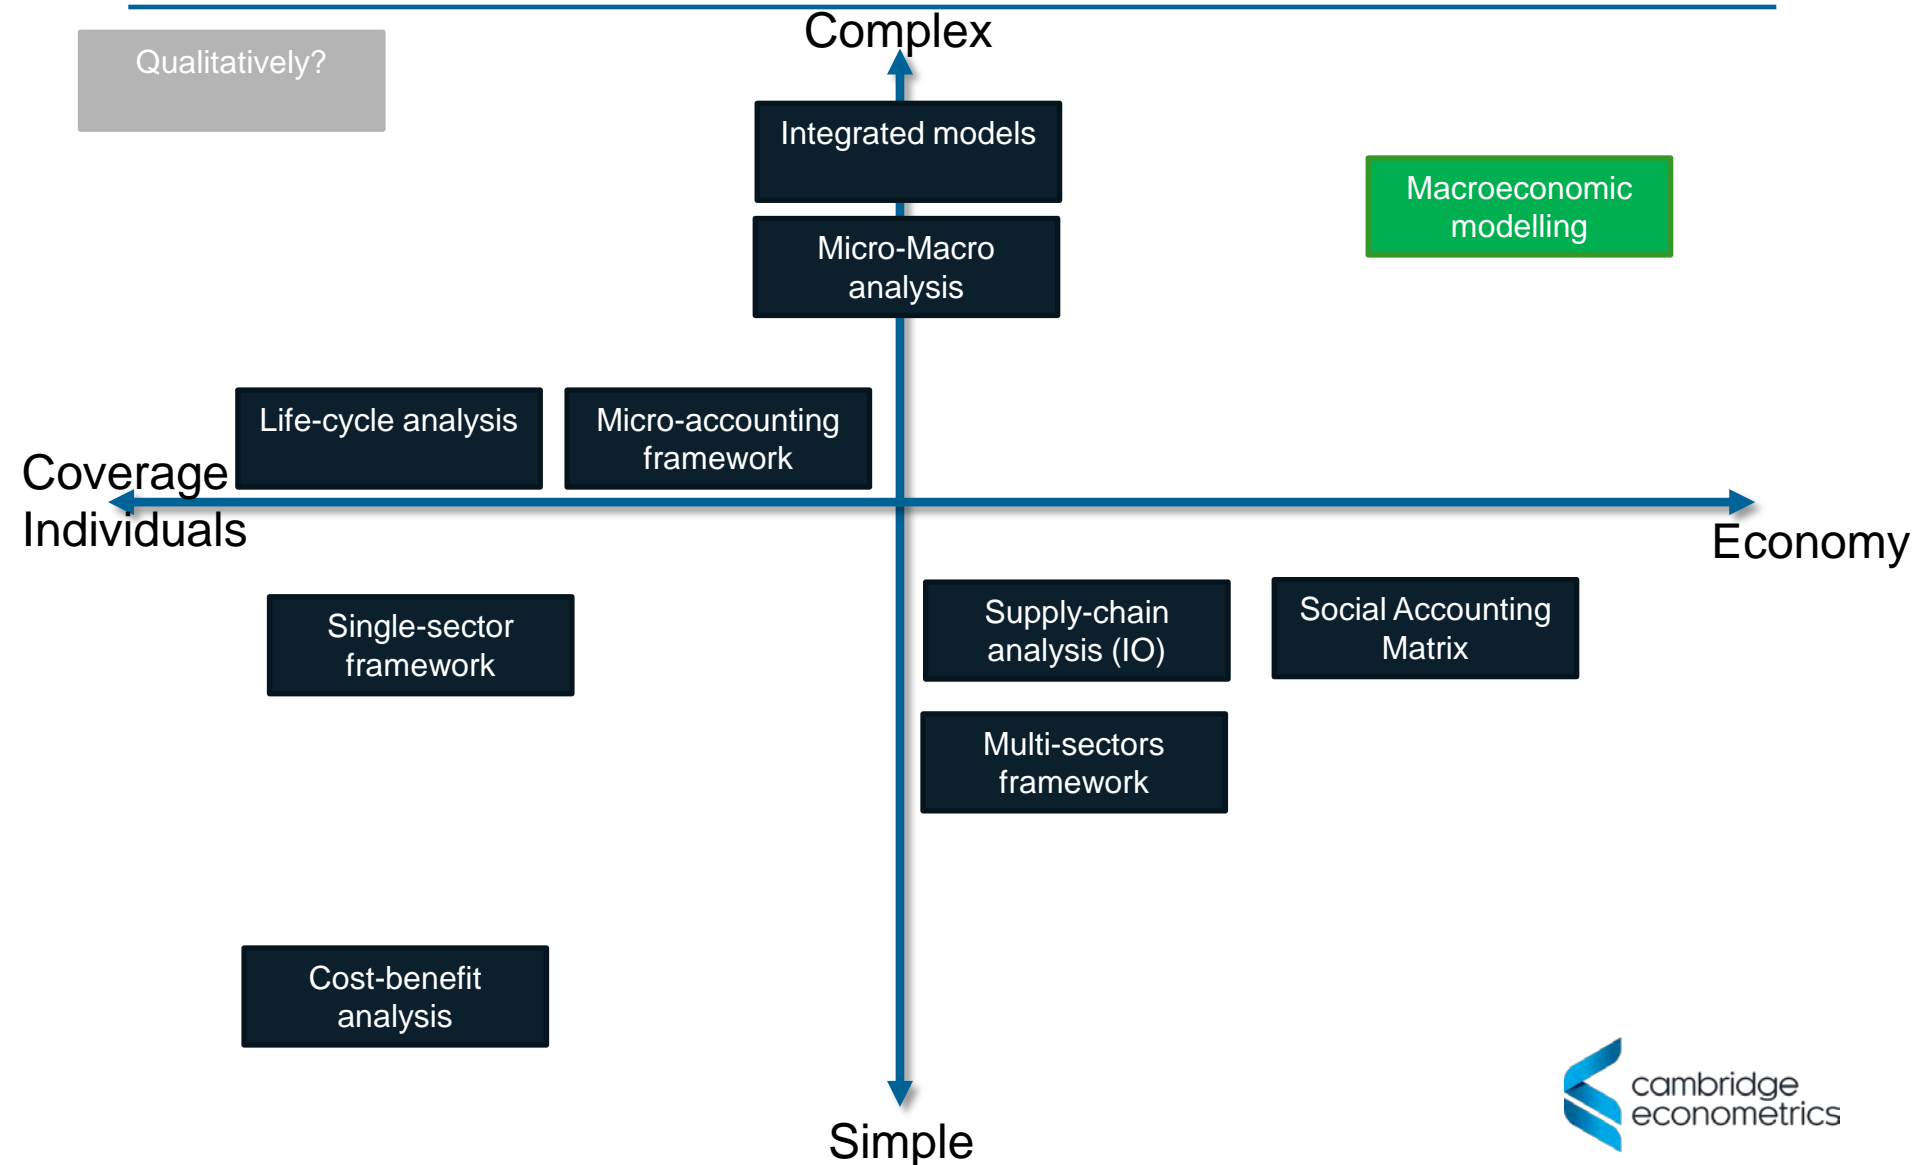 Complex
Qualitatively?
Integrated models
Macroeconomic
modelling
Micro-Macro
analysis
Life-cycle analysis
Micro-accounting
framework
Coverage
Individuals
Economy
Single-sector
framework
Supply-chain
analysis (IO)
Social Accounting
Matrix
Multi-sectors
framework
Cost-benefit
analysis
cambridge
econometrics
Simple